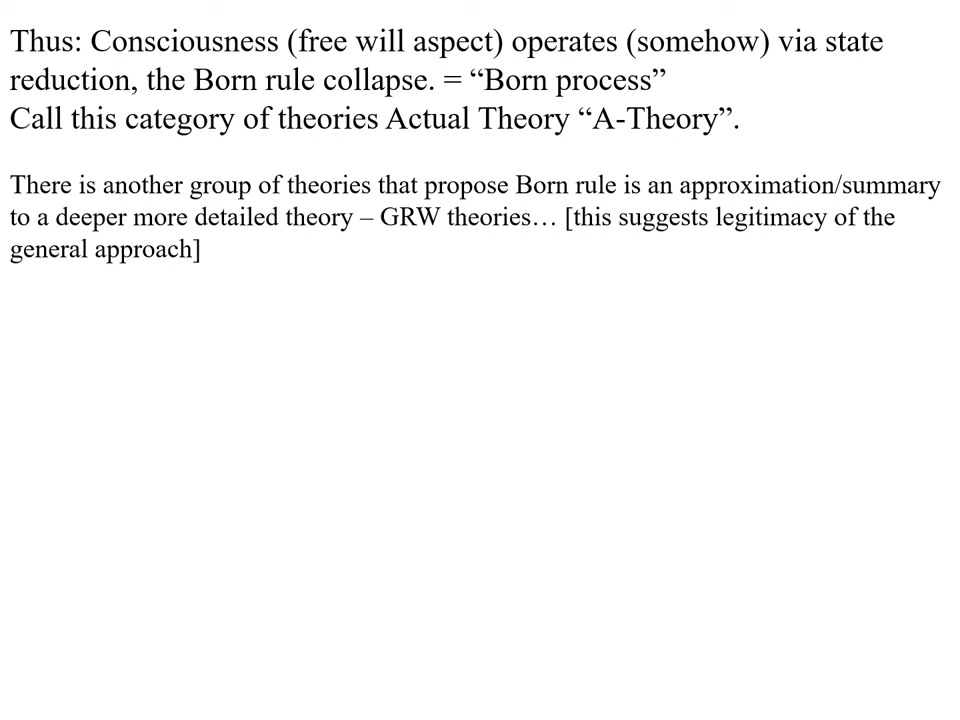 Thus: Consciousness (free will aspect) operates (somehow) via state
reduction, the Born rule collapse. = “Born process”
Call this category of theories Actual Theory “A-Theory”.
There is another group of theories that propose Born rule is an approximation/summary
to a deeper more detailed theory – GRW theories… [this suggests legitimacy of the
general approach]